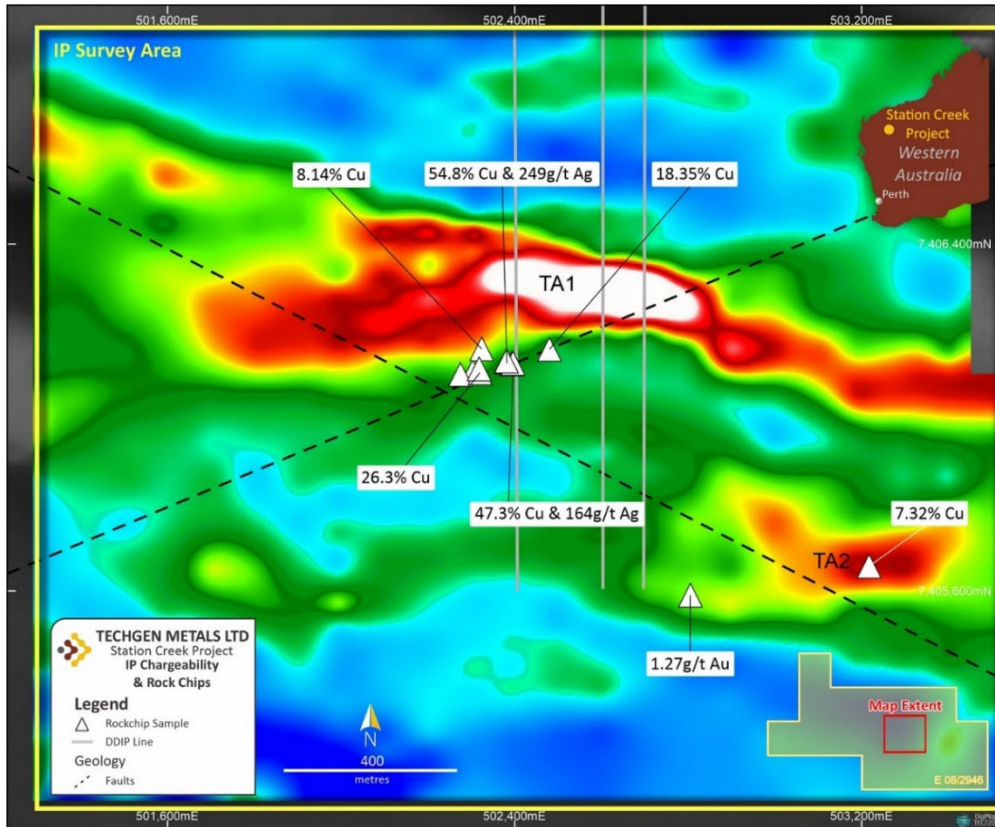 501,600mE
502,400mE
503,200mE
IP Survey Area
Station Creek
Project
Western
Australia
Perth
8.14% Cu
54.8% Cu & 249g/t Ag
18.35% Cu
7,406,400mN
TA1
26.3% Cu
47.3% Cu & 164g/t Ag
7.32% Cu
TA2
7,405,600mN
1.27g/t Au
TECHGEN METALS LTD
Station Creek Project
IP Chargeability
& Rock Chips
Legend
Rockchip Sample
DDIP Line
Geology
Faults
N
400
metres
Map Extent
E 08/2946
501,600mE
502,400mE
503,200mE